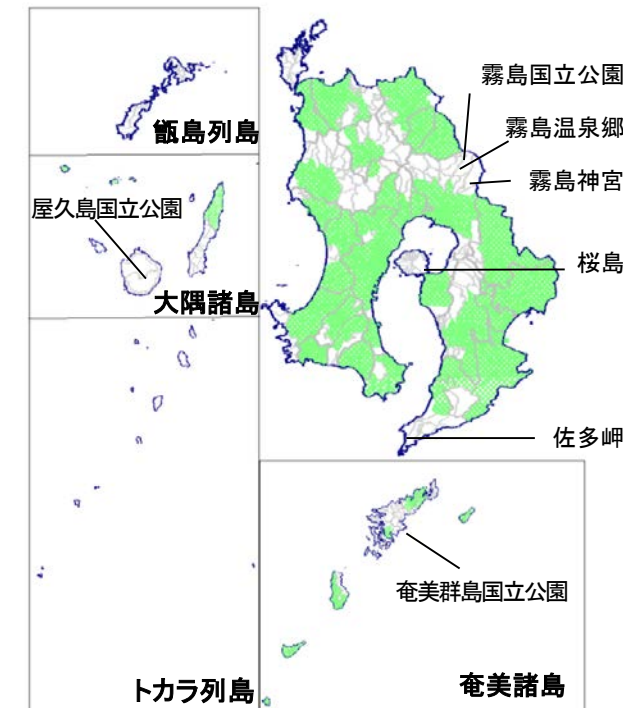 霧島国立公園
霧島温泉郷
甑島列島
霧島神宮
屋久島国立公園
桜島
大隅諸島
佐多岬
奄美群島国立公園
トカラ列島
奄美諸島